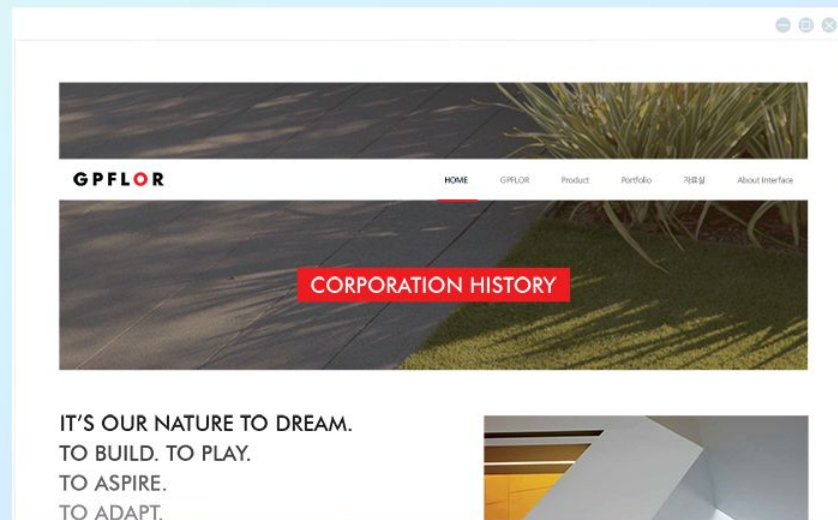 GPFLOR
HOME GPFLOR Product Portfolio 자료실 About Interface
CORPORATION HISTORY
IT'S OUR NATURE TO DREAM.
TO BUILD. TO PLAY.
TO ASPIRE.
TO ADAPT.